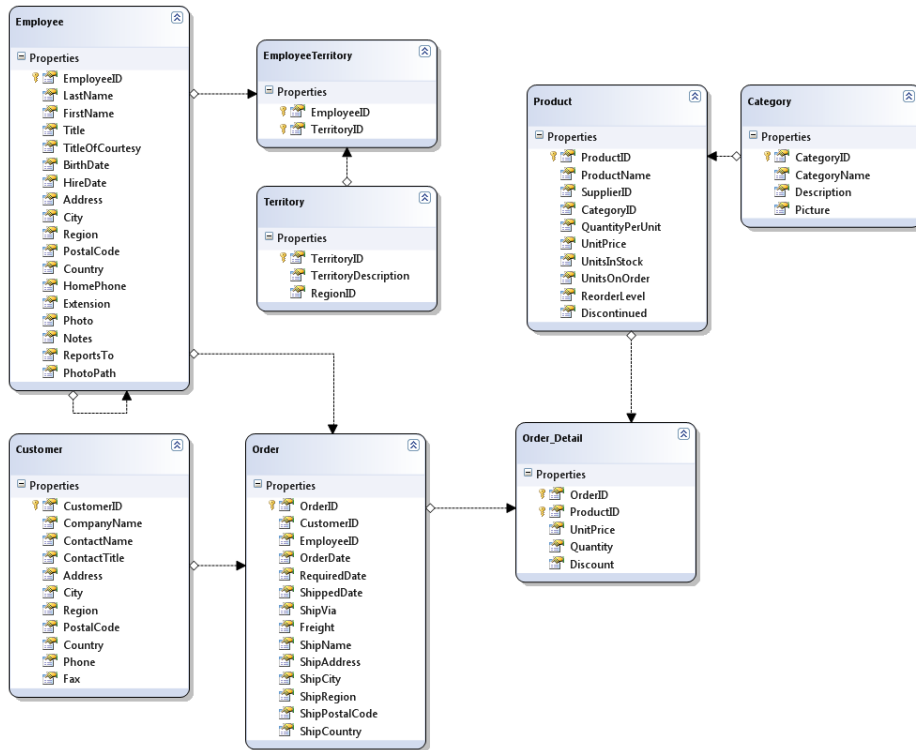 Employee
Properties
EmployeeID
LastName
FirstName
Title
TitleOfCourtesy
BirthDate
HireDate
Address
City
Region
PostalCode
Country
HomePhone
Extension
Photo
Notes
ReportsTo
PhotoPath
EmployeeTerritory
Properties
EmployeeID
TerritoryID
Territory
Properties
TerritoryID
TerritoryDescription
RegionID
Product
Properties
ProductID
ProductName
SupplierID
CategoryID
QuantityPerUnit
UnitPrice
UnitsInStock
UnitsOnOrder
ReorderLevel
Discontinued
Category
Properties
CategoryID
CategoryName
Description
Picture
Customer
Properties
CustomerID
CompanyName
ContactName
ContactTitle
Address
City
Region
PostalCode
Country
Phone
Fax
Order
Properties
OrderID
CustomerID
EmployeeID
OrderDate
RequiredDate
ShippedDate
ShipVia
Freight
ShipName
ShipAddress
ShipCity
ShipRegion
ShipPostalCode
ShipCountry
Order_Detail
Properties
OrderID
ProductID
UnitPrice
Quantity
Discount